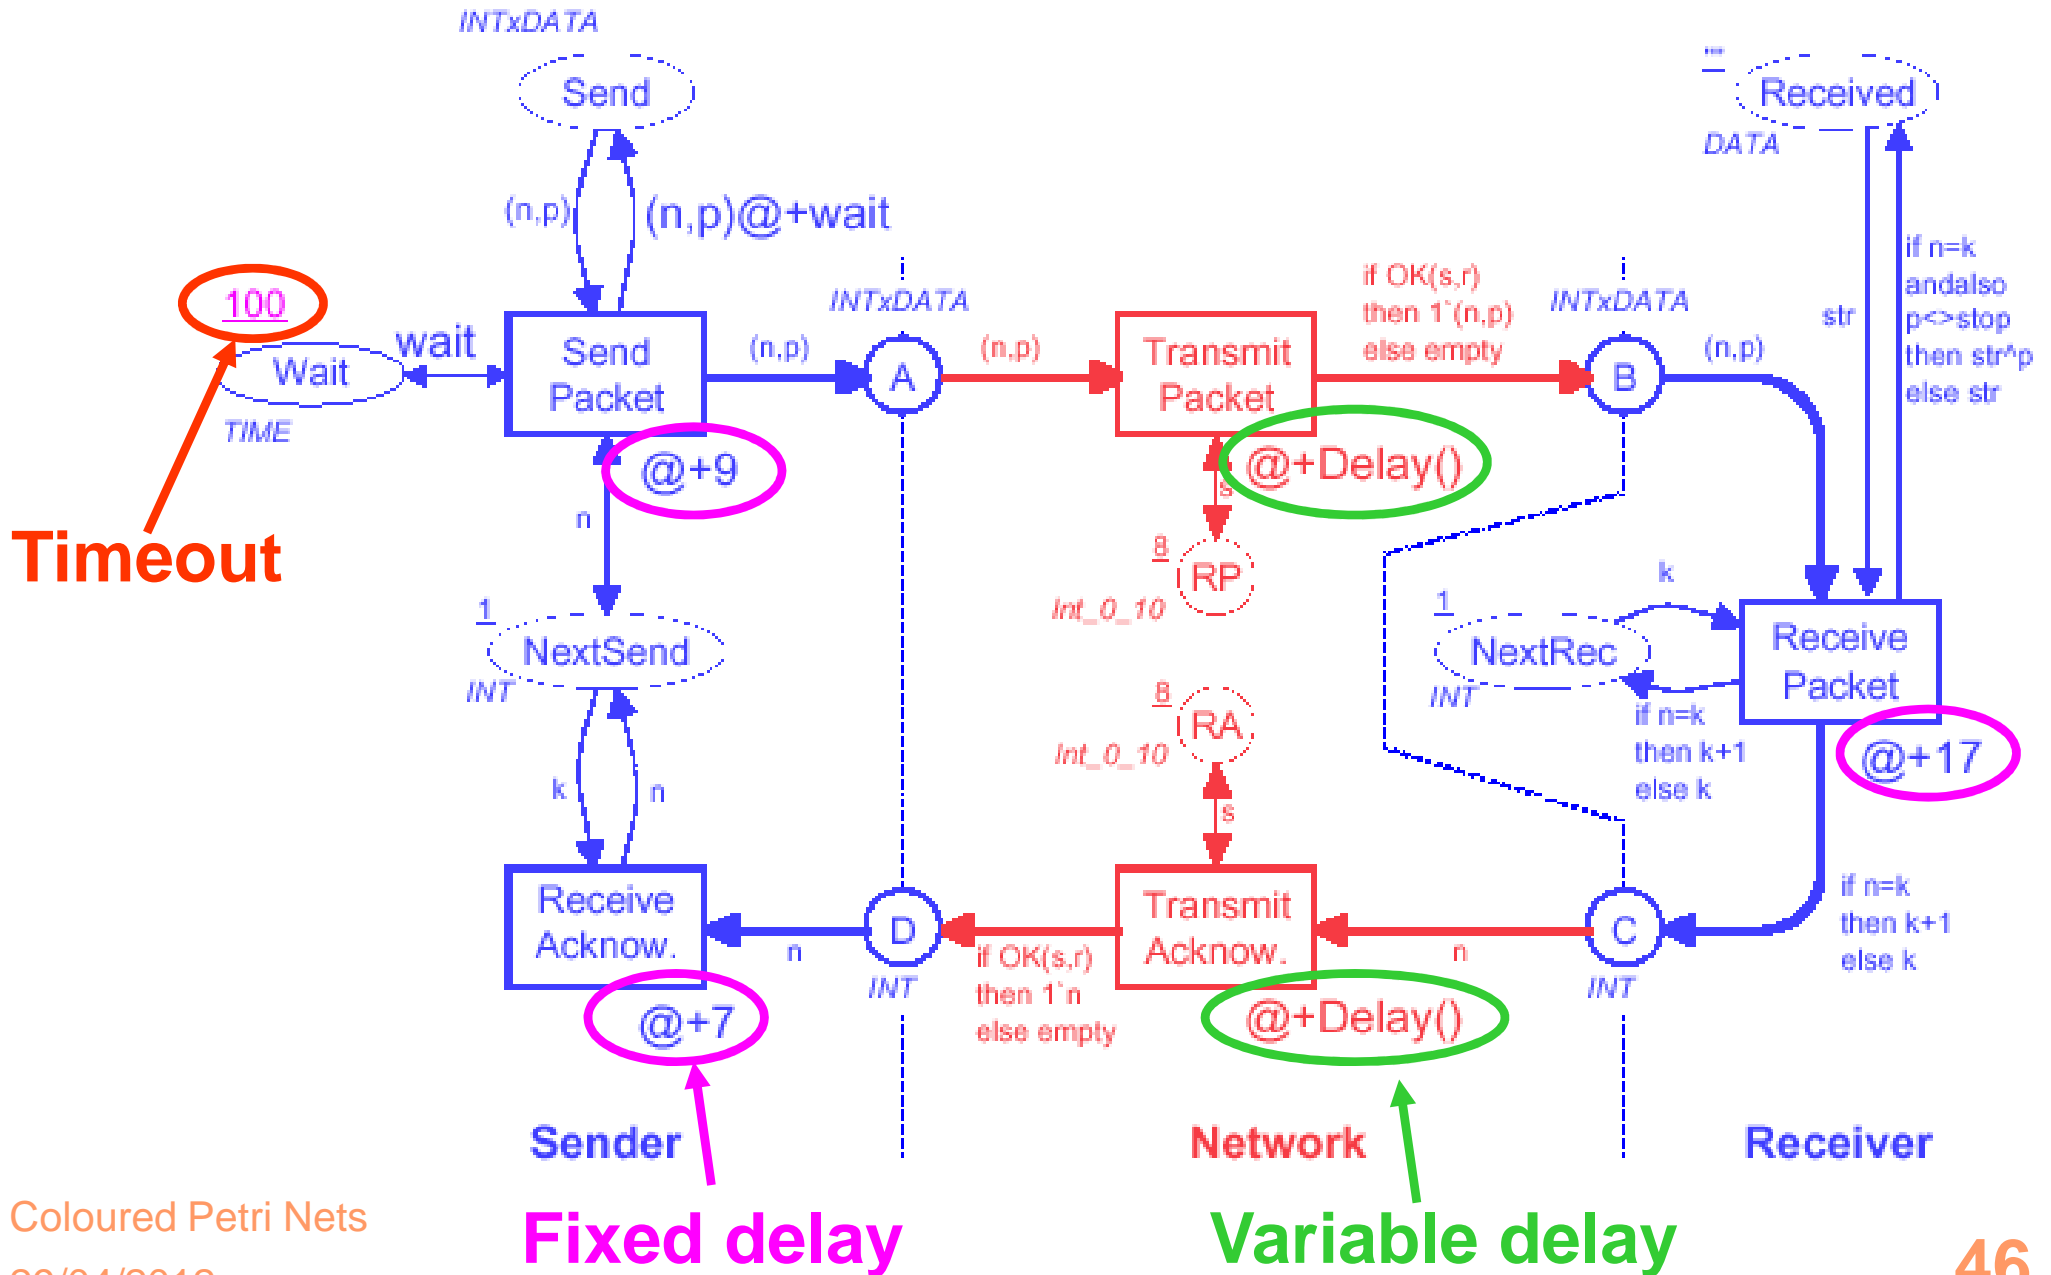 INTxDATA
Send
(n,p)
(n,p)@+wait
100
wait
Wait
TIME
Send
Packet
@+9
(n,p)
INTxDATA
A
(n,p)
Transmit
Packet
@+Delay()
if OK(s,r)
then 1`(n,p)
else empty
INTxDATA
B
(n,p)
""
Received
DATA
str
if n=k
andalso
p<>stop
then str^p
else str
Timeout
n
1
NextSend
INT
s
8
RP
Int_0_10
8
RA
Int_0_10
s
k
1
NextRec
INT
Receive
Packet
@+17
if n=k
then k+1
else k
k
n
Receive
Acknow.
@+7
n
D
INT
if OK(s,r)
then 1`n
else empty
Transmit
Acknow.
@+Delay()
n
C
INT
if n=k
then k+1
else k
Sender
Network
Receiver
Coloured Petri Nets
Fixed delay
Variable delay
46